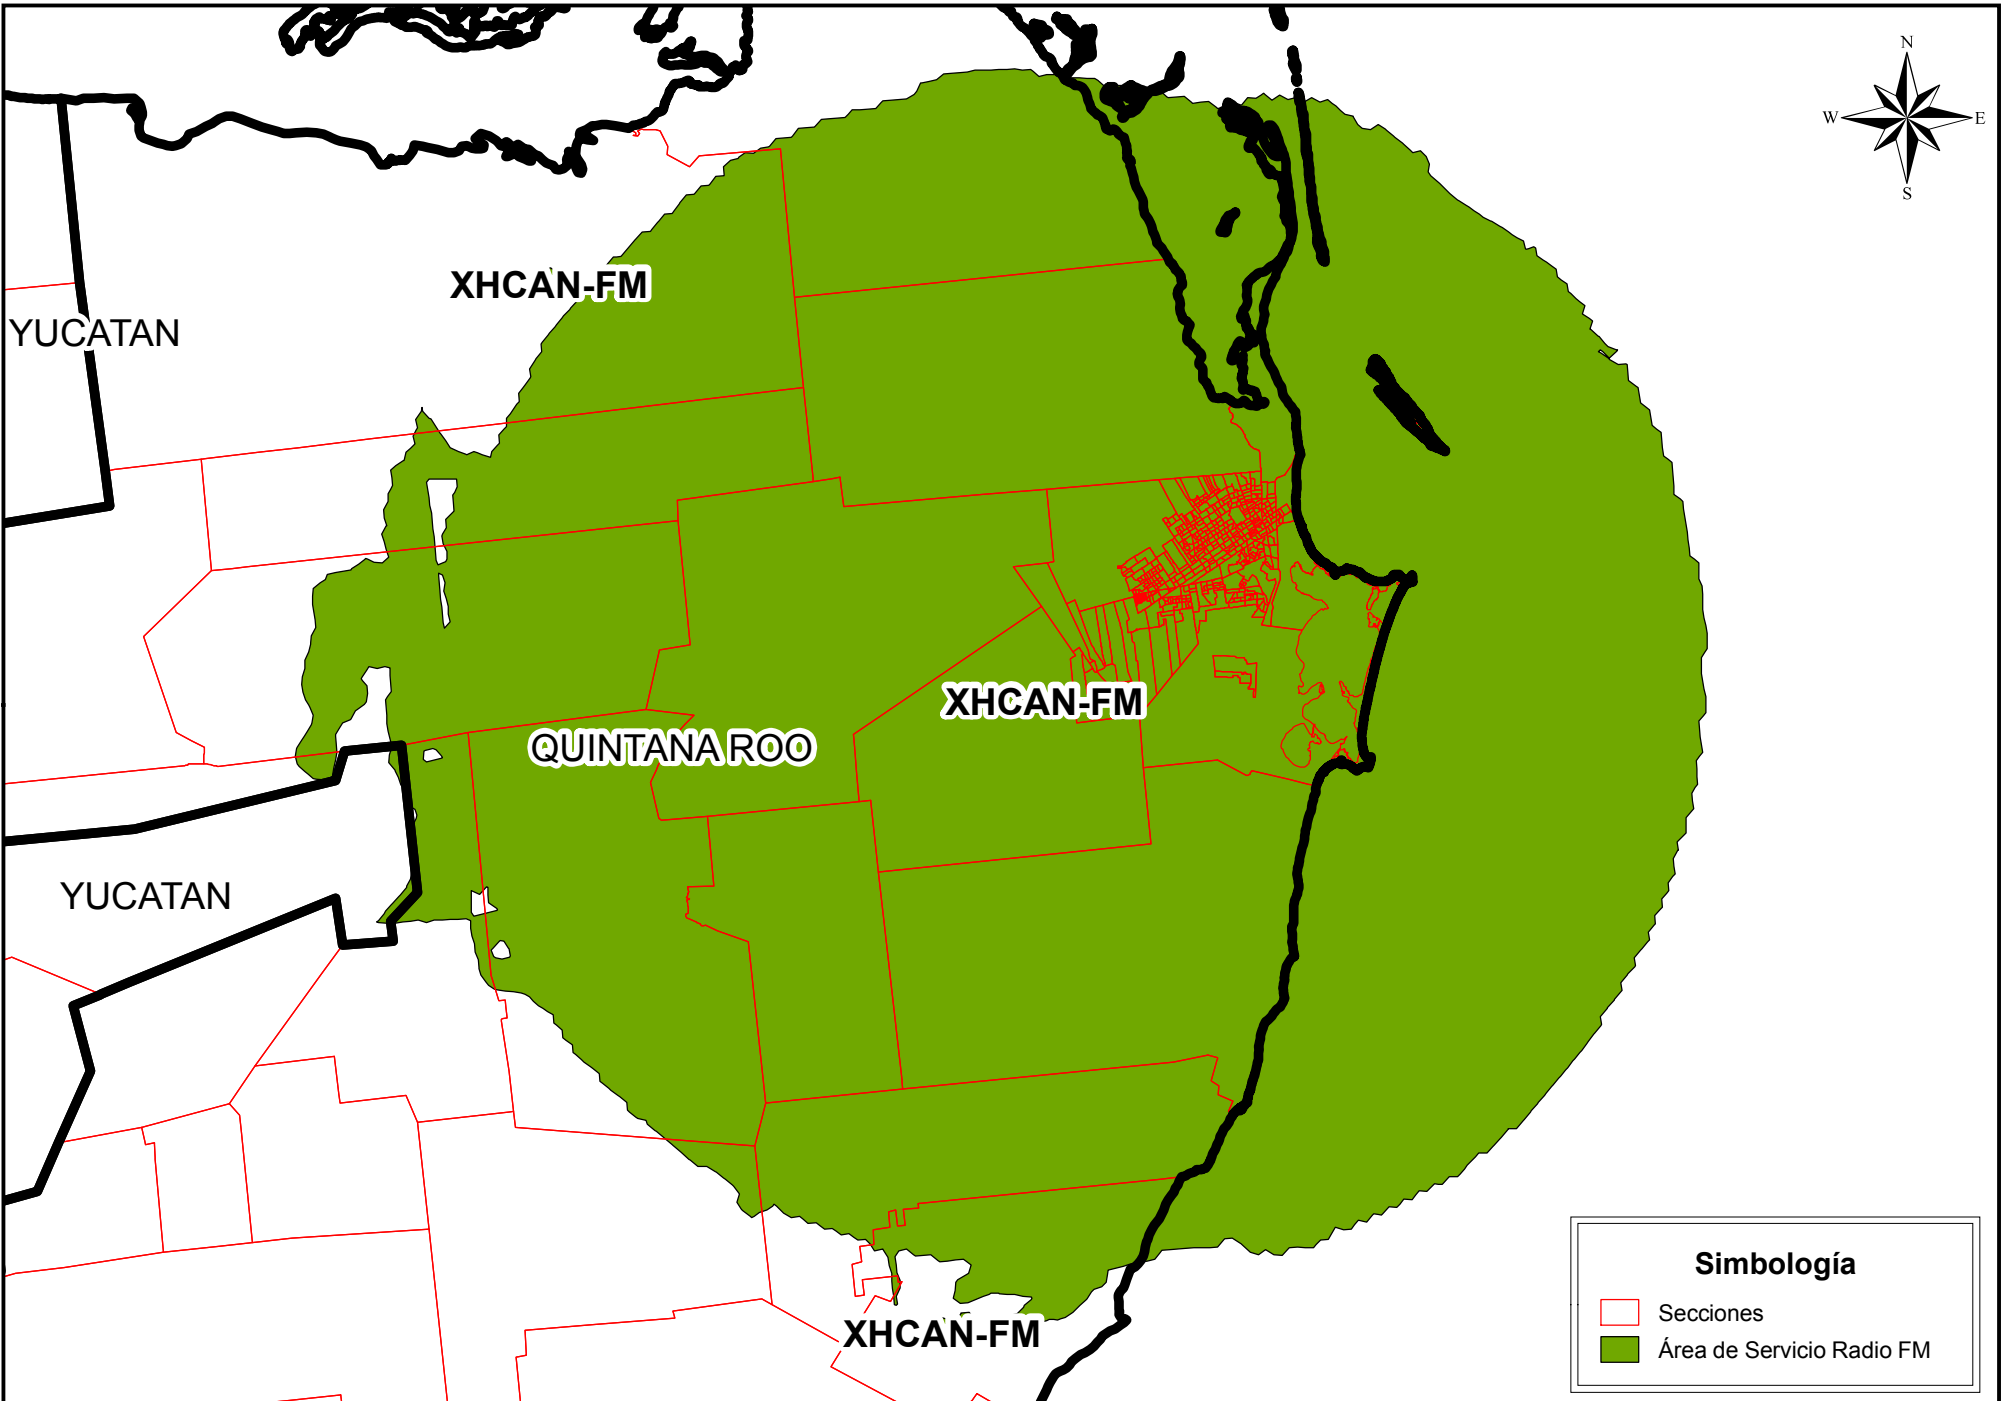 N
W E
S
XHCAN-FM
YUCATAN
XHCAN-FM
QUINTANA ROO
YUCATAN
XHCAN-FM
Simbología
Secciones
Área de Servicio Radio FM